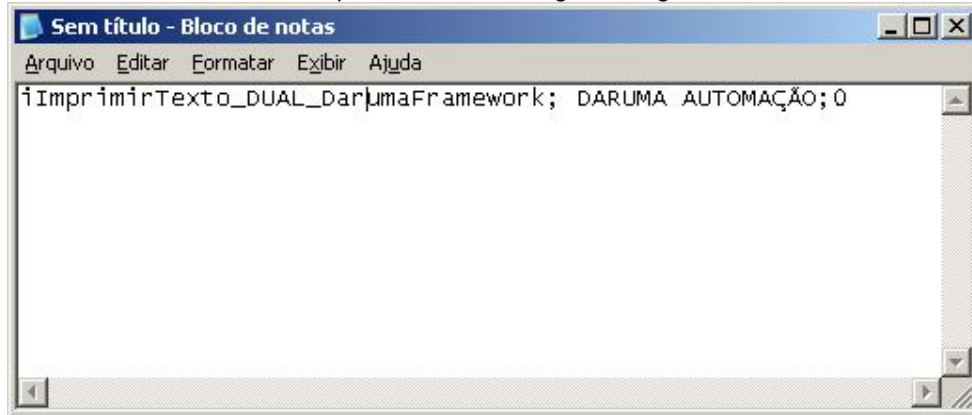 Sem título - Bloco de notas
Arquivo Editar Formatar Exibir Ajuda
iImprimirTexto_DUAL_DarumaFramework; DARUMA AUTOMAÇÃO;0